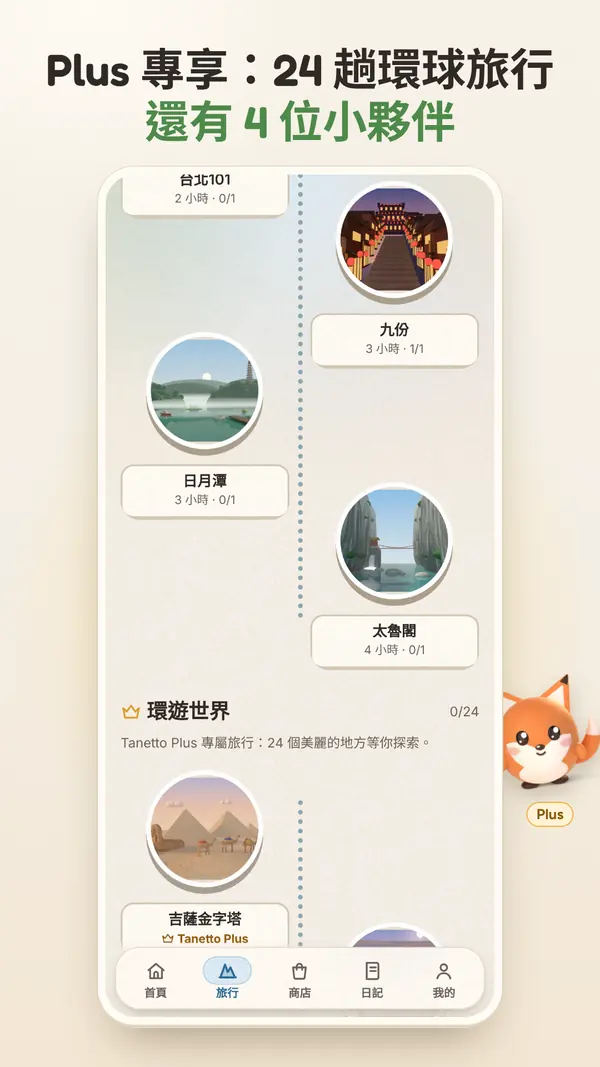 Plus 專享：24 趟環球旅行
還有 4 位小夥伴
台北101
2 小時 · 0/1
九份
3 小時 · 1/1
日月潭
3 小時 · 0/1
太魯閣
4 小時 · 0/1
環遊世界
0/24
Tanetto Plus 專屬旅行：24 個美麗的地方等你探索。
Plus
吉薩金字塔
Tanetto Plus
首頁
旅行
商店
日記
我的